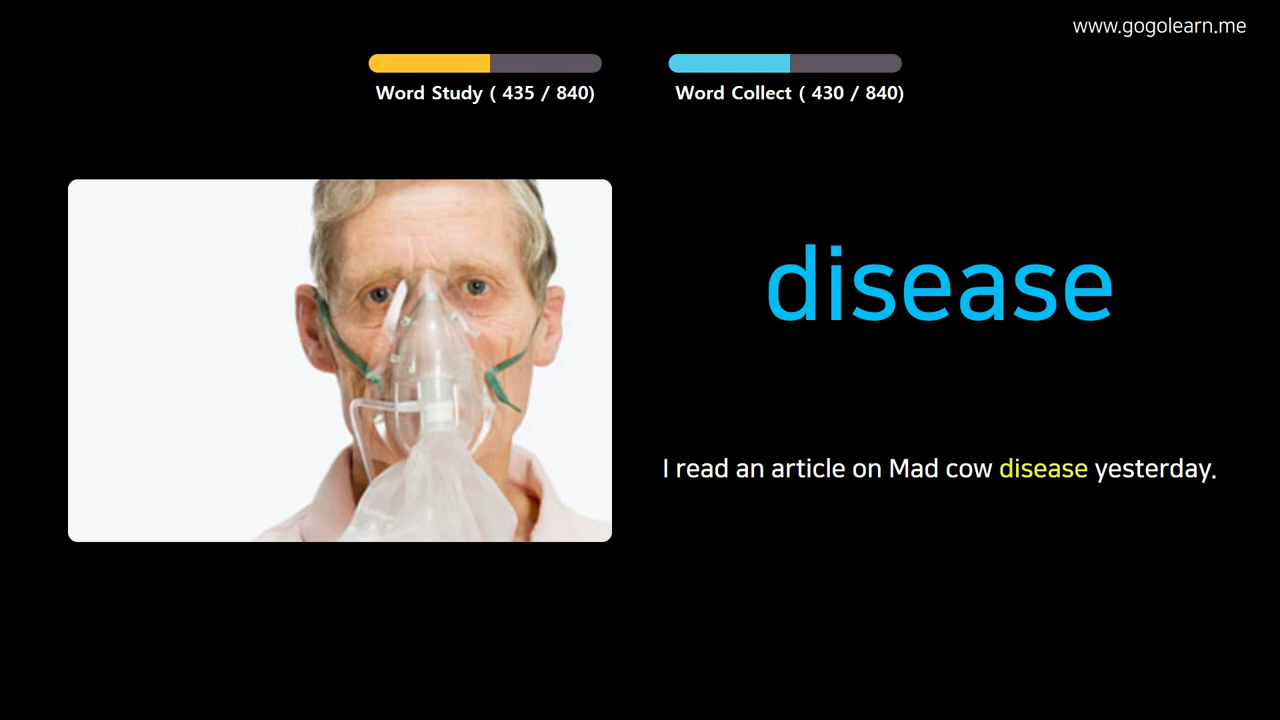 www.gogolearn.me
Word Study ( 435 / 840)
Word Collect ( 430 / 840)
disease
I read an article on Mad cow disease yesterday.